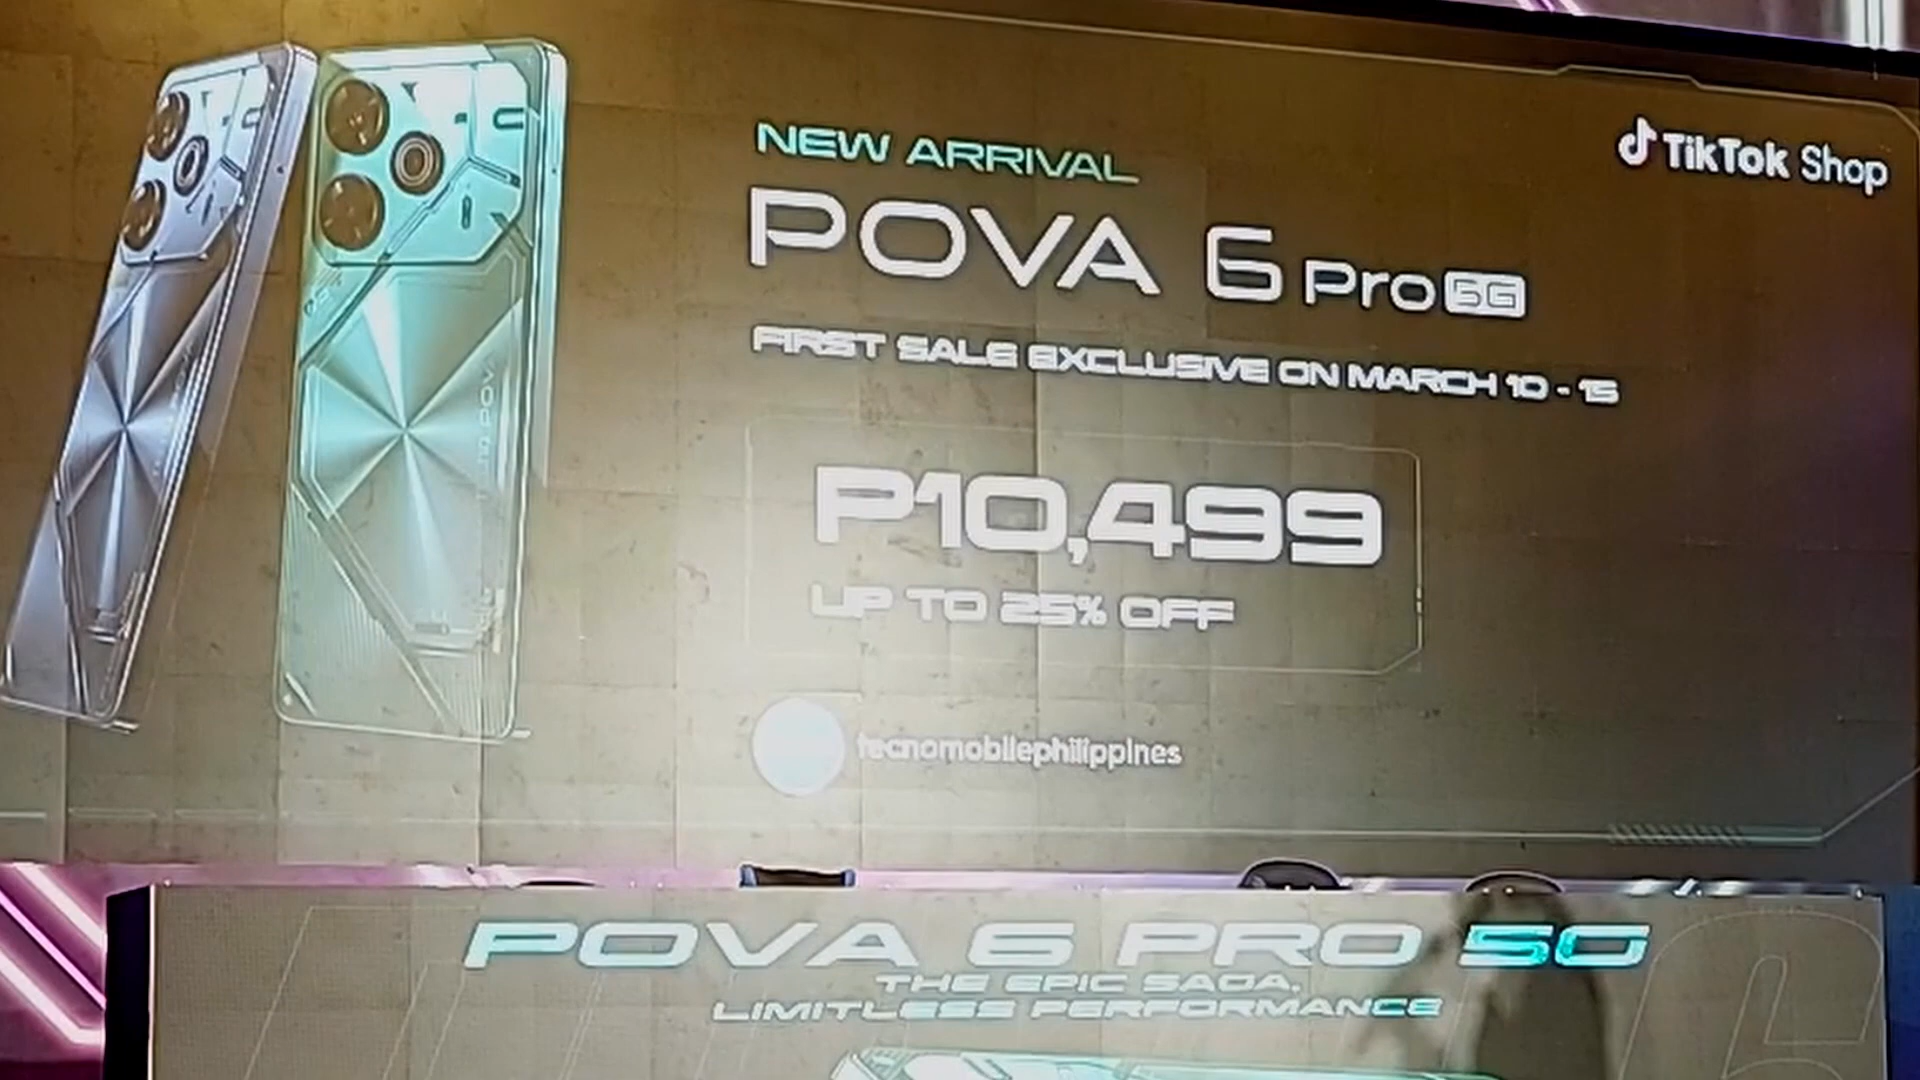 TikTok Shop
NEW ARRIVAL
POVA 6 Pro 5G
FIRST SALE EXCLUSIVE ON MARCH 10 - 15
P10,499
UP TO 25% OFF
tecnomobilephilippines
POVA 6 PRO 5G
THE EPIC SAGA,
LIMITLESS PERFORMANCE